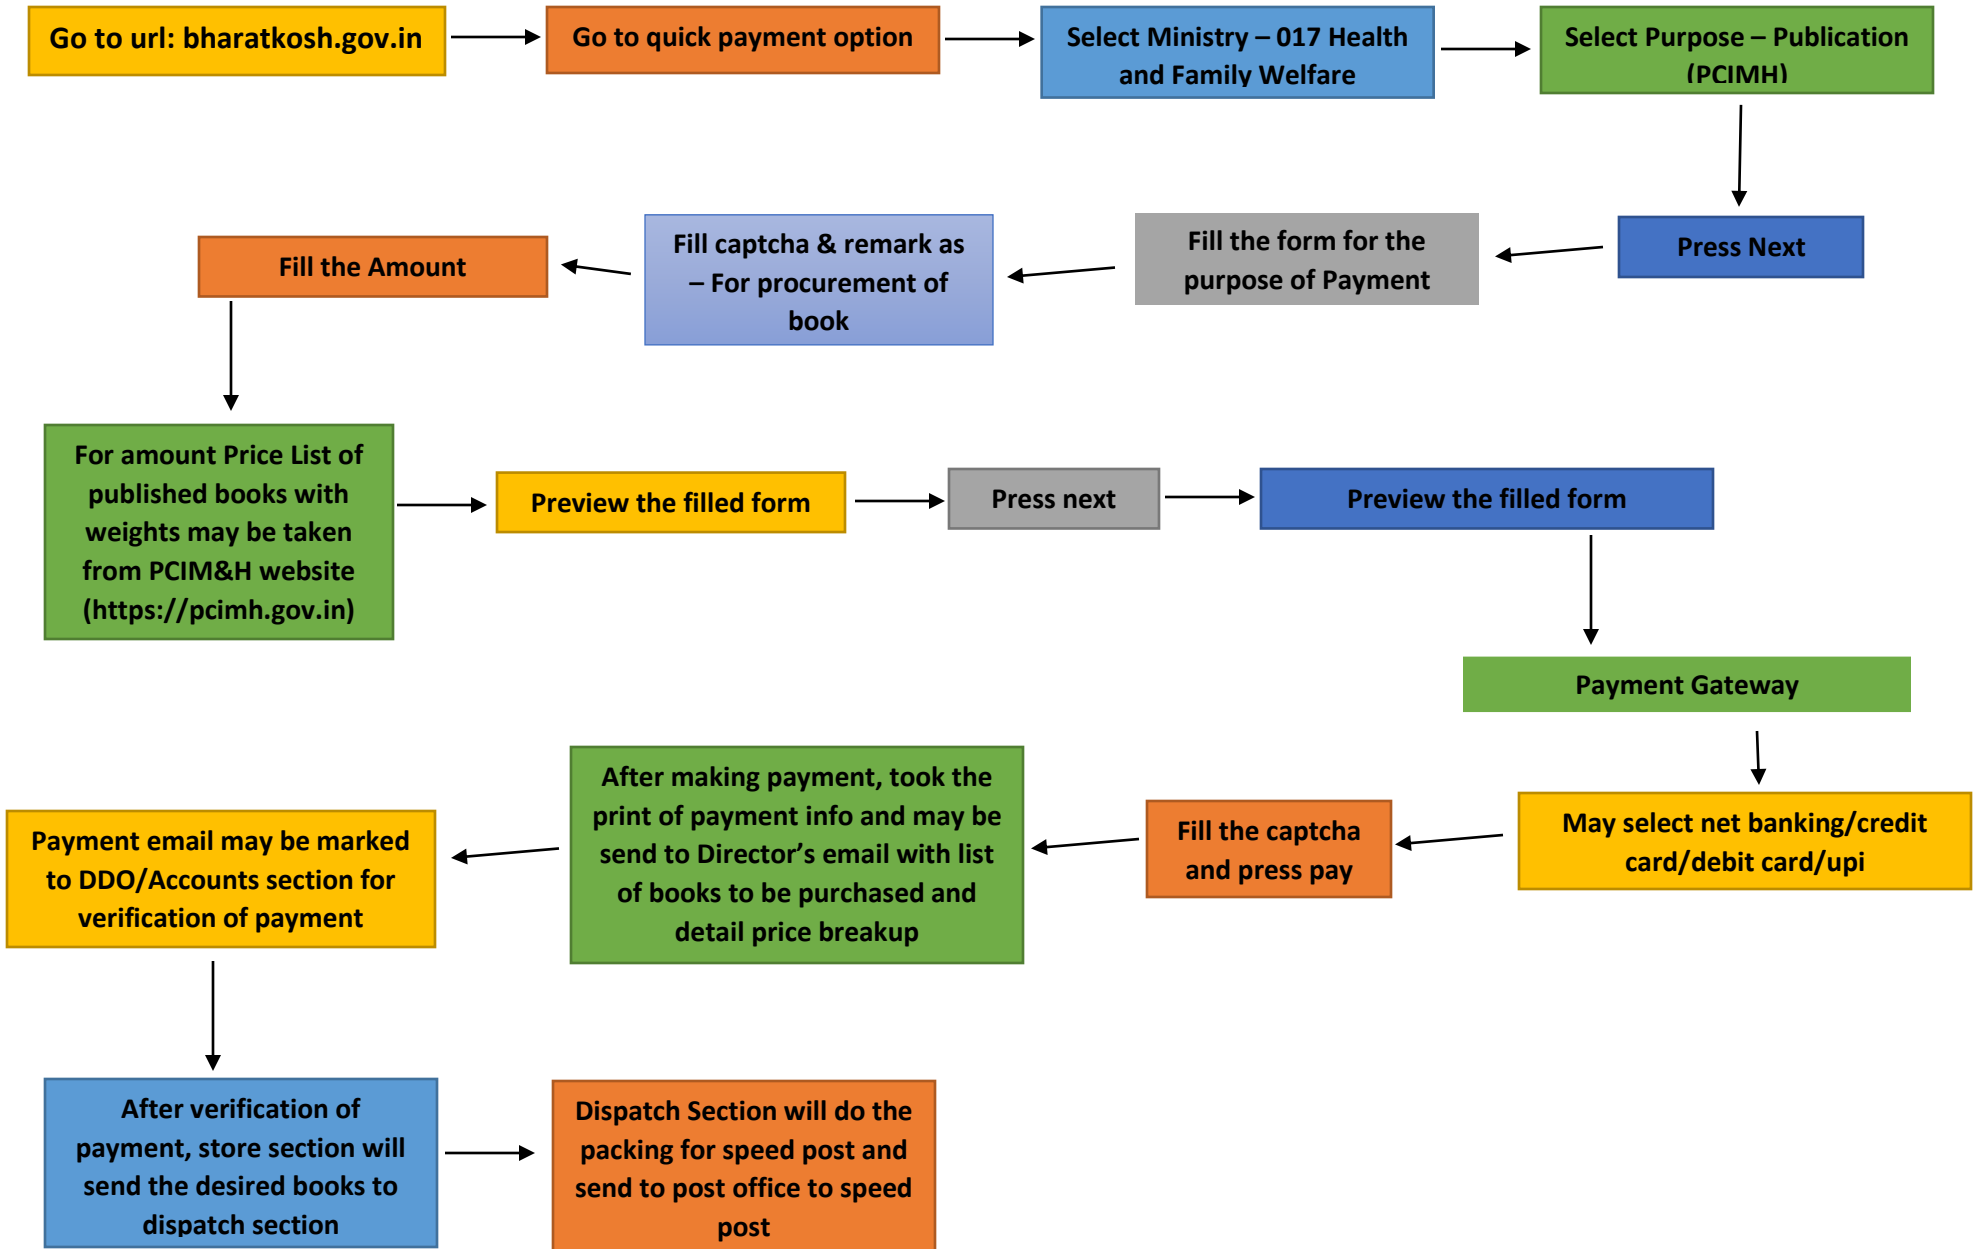 Go to url: bharatkosh.gov.in
Go to quick payment option
Select Ministry – 017 Health
and Family Welfare
Select Purpose – Publication
(PCIMH)
Press Next
Fill the form for the
purpose of Payment
Fill captcha & remark as
– For procurement of
book
Fill the Amount
For amount Price List of
published books with
weights may be taken
from PCIM&H website
(https://pcimh.gov.in)
Preview the filled form
Press next
Preview the filled form
Payment Gateway
May select net banking/credit
card/debit card/upi
Fill the captcha
and press pay
After making payment, took the
print of payment info and may be
send to Director’s email with list
of books to be purchased and
detail price breakup
Payment email may be marked
to DDO/Accounts section for
verification of payment
After verification of
payment, store section will
send the desired books to
dispatch section
Dispatch Section will do the
packing for speed post and
send to post office to speed
post